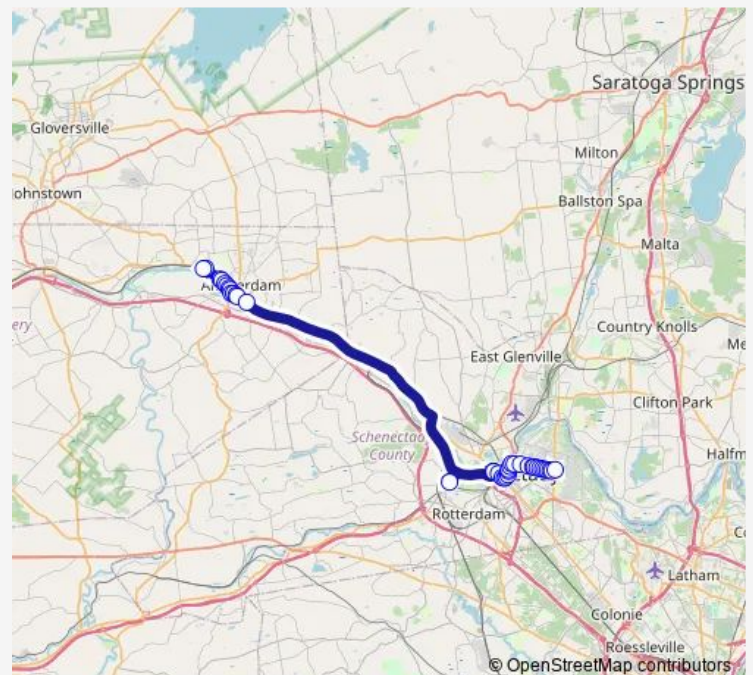 Saratoga Springs
Gloversville
Milton
ohnstown
Ballston Spa
Malta
Country Knolls
ery
East Glenville
Clifton Park
Schenectady
County
Halfm
Rotterdam
Latham
Colonie
Roessleville
© OpenStreetMap contributors